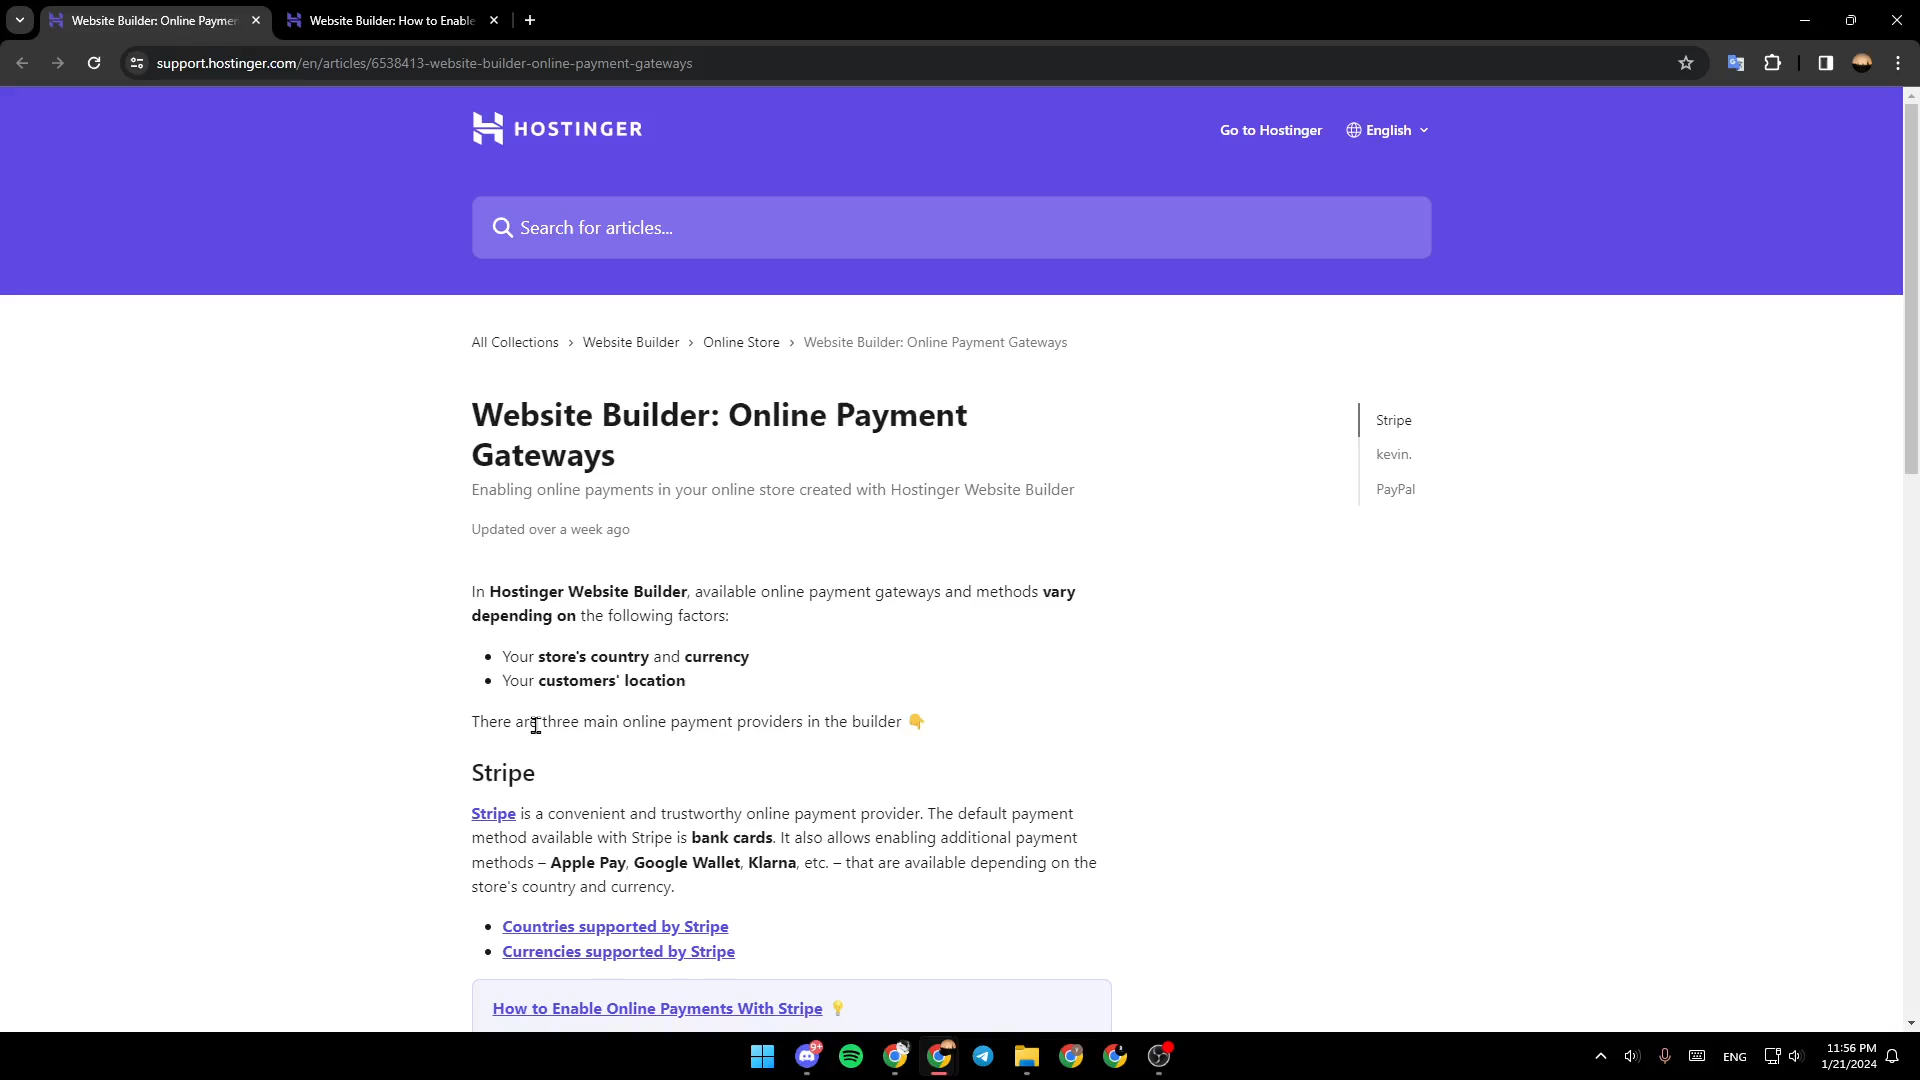 Website Builder: Online Paymen
Website Builder: How to Enable
support.hostinger.com/en/articles/6538413-website-builder-online-payment-gateways
HOSTINGER
Go to Hostinger
English
Search for articles...
All Collections > Website Builder > Online Store > Website Builder: Online Payment Gateways
Website Builder: Online Payment
Gateways
Enabling online payments in your online store created with Hostinger Website Builder
Updated over a week ago
Stripe
kevin.
PayPal
In Hostinger Website Builder, available online payment gateways and methods vary
depending on the following factors:
• Your store's country and currency
• Your customers' location
There are three main online payment providers in the builder 👇
Stripe
Stripe is a convenient and trustworthy online payment provider. The default payment
method available with Stripe is bank cards. It also allows enabling additional payment
methods – Apple Pay, Google Wallet, Klarna, etc. – that are available depending on the
store's country and currency.
• Countries supported by Stripe
• Currencies supported by Stripe
How to Enable Online Payments With Stripe 💡
9+
ENG
11:56 PM
1/21/2024